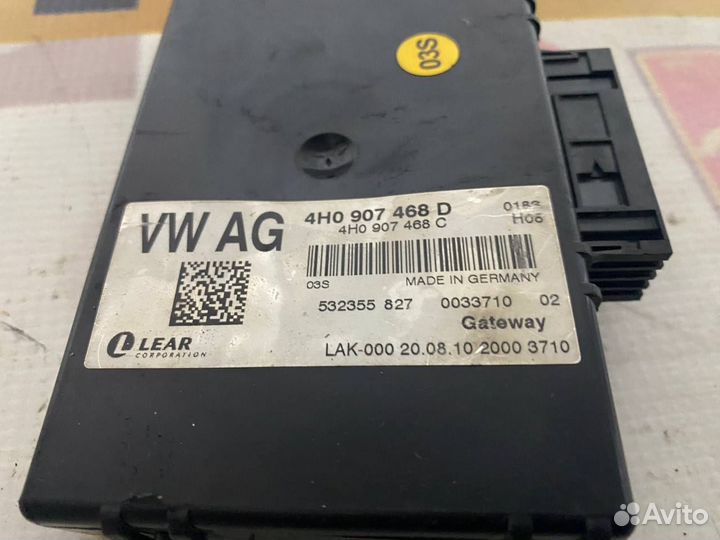 03S
VW AG
4H0 907 468 D
4H0 907 468 C
0183
H06
03S
MADE IN GERMANY
532355 827 0033710 02
Gateway
LEAR
CORPORATION
LAK-000 20.08.10 2000 3710
Avito